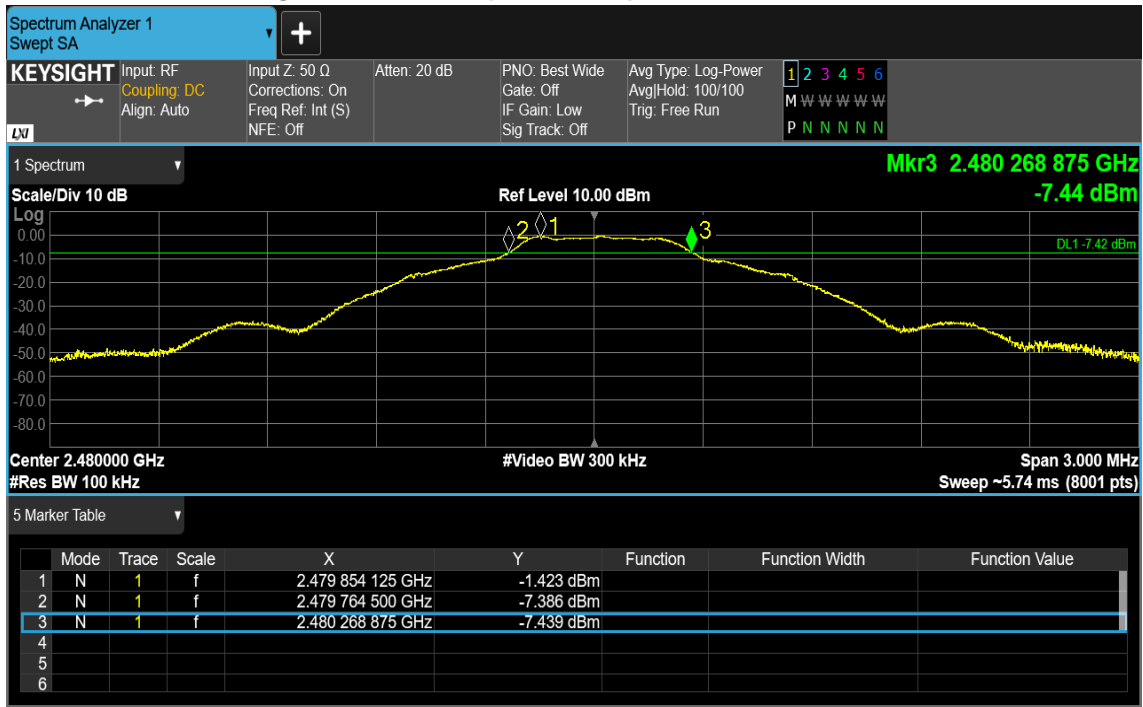 Spectrum Analyzer 1
Swept SA
+
KEYSIGHT
LXI
Input: RF
Coupling: DC
Align: Auto
Input Z: 50 Ω
Corrections: On
Freq Ref: Int (S)
NFE: Off
Atten: 20 dB
PNO: Best Wide
Gate: Off
IF Gain: Low
Sig Track: Off
Avg Type: Log-Power
Avg|Hold: 100/100
Trig: Free Run
1 2 3 4 5 6
M W W W W W
P N N N N N
1 Spectrum
Mkr3 2.480 268 875 GHz
Scale/Div 10 dB
Ref Level 10.00 dBm
-7.44 dBm
Log
0.00
-10.0
-20.0
-30.0
-40.0
-50.0
-60.0
-70.0
-80.0
2
1
3
DL1 -7.42 dBm
Center 2.480000 GHz
#Video BW 300 kHz
Span 3.000 MHz
#Res BW 100 kHz
Sweep ~5.74 ms (8001 pts)
5 Marker Table
Mode Trace Scale X Y Function Function Width Function Value
1 N 1 f 2.479 854 125 GHz -1.423 dBm
2 N 1 f 2.479 764 500 GHz -7.386 dBm
3 N 1 f 2.480 268 875 GHz -7.439 dBm
4
5
6